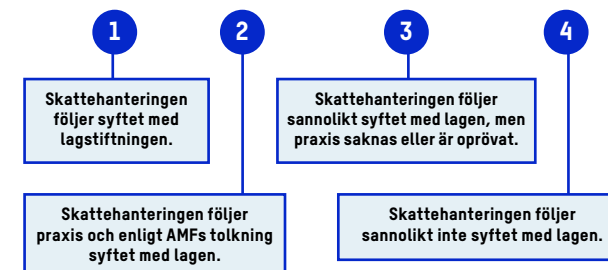 1
2
3
4
Skattehanteringen
följer syftet med
lagstiftningen.
Skattehanteringen följer
sannolikt syftet med lagen, men
praxis saknas eller är oprövat.
Skattehanteringen följer
praxis och enligt AMFs tolkning
syftet med lagen.
Skattehanteringen följer
sannolikt inte syftet med lagen.